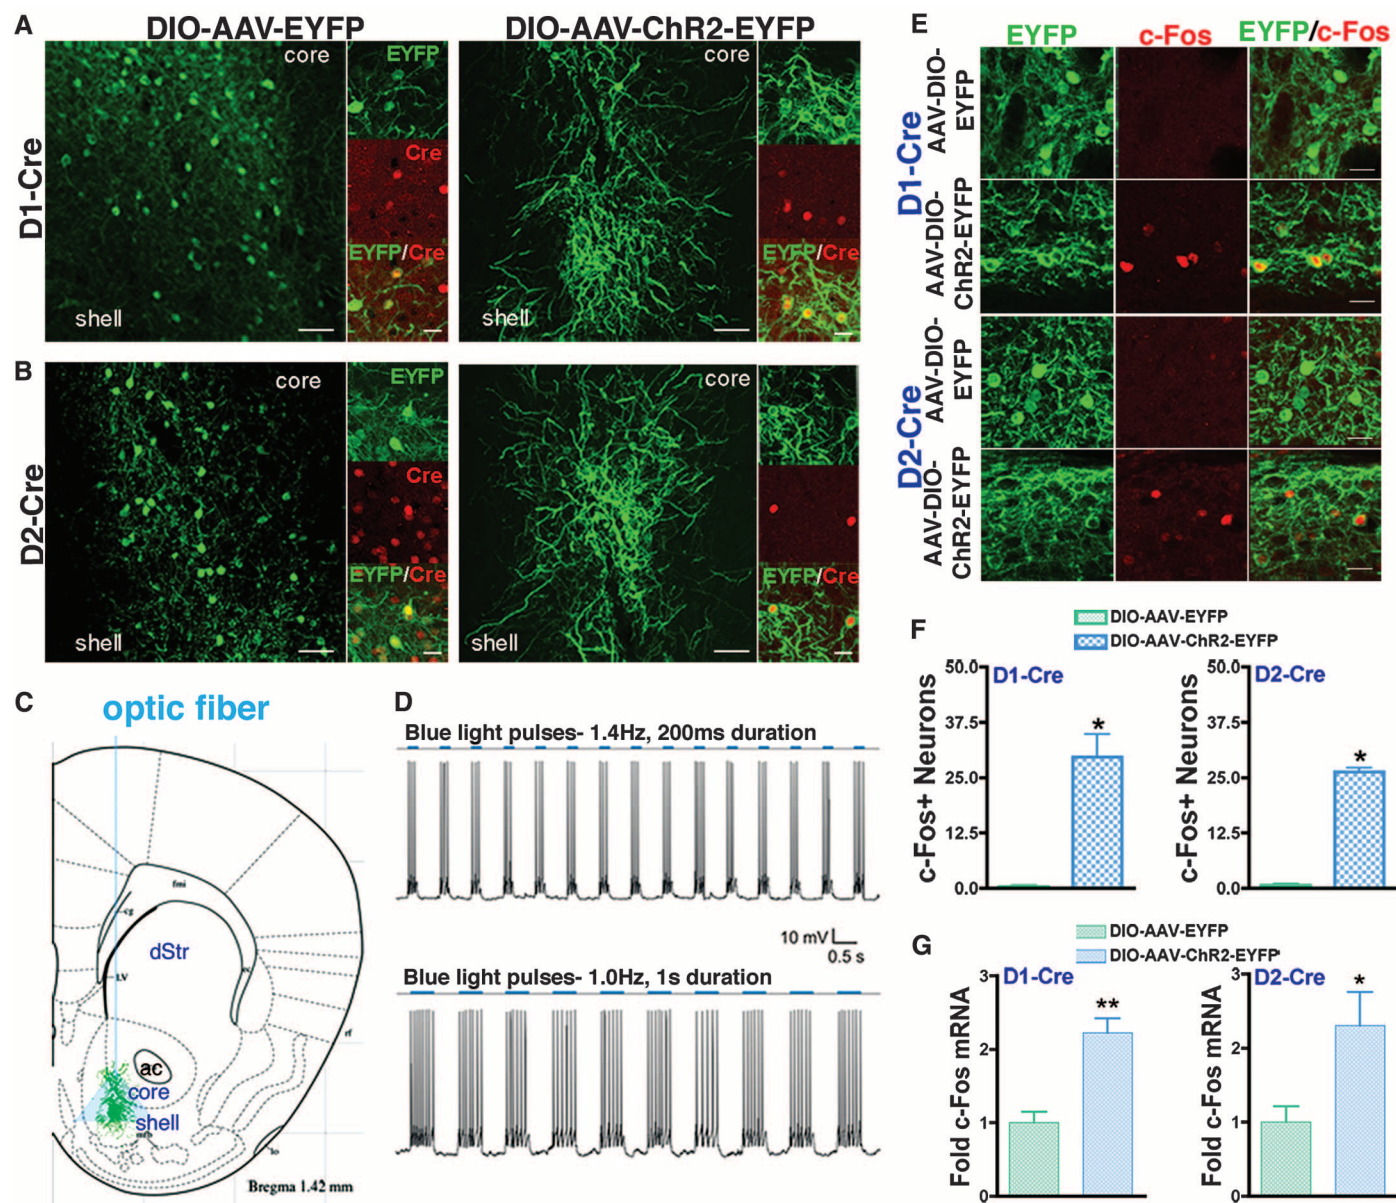 A
DIO-AAV-EYFP
DIO-AAV-ChR2-EYFP
D1-Cre
core
EYFP
Cre
EYFP/Cre
shell
core
EYFP/Cre
shell
B
D2-Cre
core
EYFP
Cre
EYFP/Cre
shell
core
EYFP/Cre
shell
C
optic fiber
fmi
cg
dStr
LV
ec
rf
ac
core
shell
lo
Bregma 1.42 mm
D
Blue light pulses- 1.4Hz, 200ms duration
10 mV
0.5 s
Blue light pulses- 1.0Hz, 1s duration
E
EYFP
c-Fos
EYFP/c-Fos
D1-Cre
AAV-DIO-
EYFP
AAV-DIO-
ChR2-EYFP
D2-Cre
AAV-DIO-
EYFP
AAV-DIO-
ChR2-EYFP
F
DIO-AAV-EYFP
DIO-AAV-ChR2-EYFP
c-Fos+ Neurons
50.0
37.5
25.0
12.5
0.0
D1-Cre
*
c-Fos+ Neurons
50.0
37.5
25.0
12.5
0.0
D2-Cre
*
G
DIO-AAV-EYFP
DIO-AAV-ChR2-EYFP
Fold c-Fos mRNA
3
2
1
0
D1-Cre
**
Fold c-Fos mRNA
3
2
1
0
D2-Cre
*